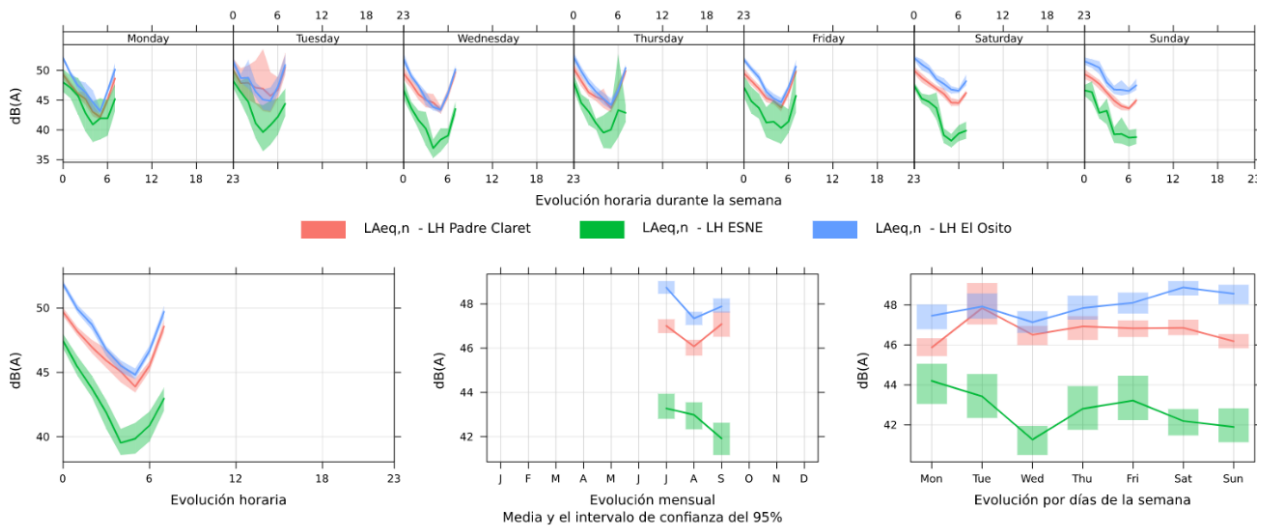 0 6 12 18 23 0 6 12 18 23 0 6 12 18
Monday Tuesday Wednesday Thursday Friday Saturday Sunday
50
45
40
35
dB(A)
0 6 12 18 23 0 6 12 18 23 0 6 12 18 23 0 6 12 18 23
Evolución horaria durante la semana
LAeq,n - LH Padre Claret LAeq,n - LH ESNE LAeq,n - LH El Osito
50
45
40
dB(A)
0 6 12 18 23
Evolución horaria
48
46
44
42
dB(A)
J F M A M J J A S O N D
Evolución mensual
Media y el intervalo de confianza del 95%
48
46
44
42
dB(A)
Mon Tue Wed Thu Fri Sat Sun
Evolución por días de la semana